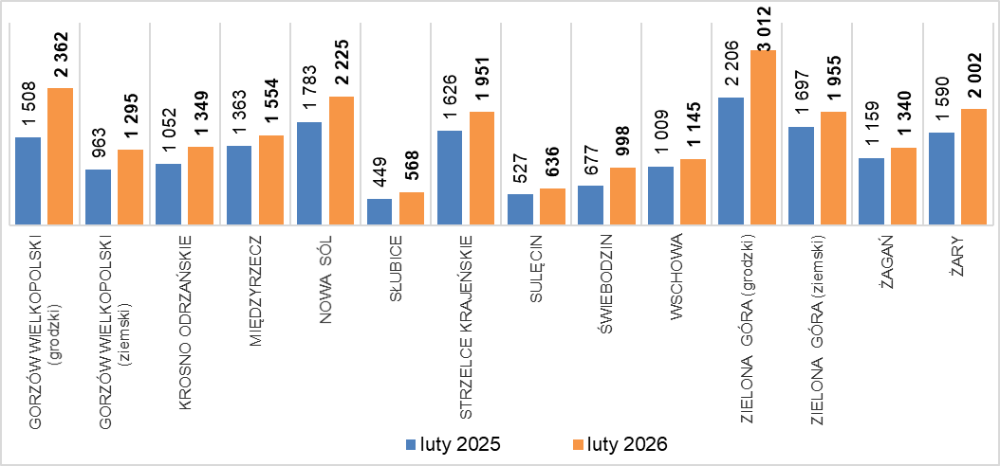 1 508
2 362
963
1 295
1 052
1 349
1 363
1 554
1 783
2 225
449
568
1 626
1 951
527
636
677
998
1 009
1 145
2 206
3 012
1 697
1 955
1 159
1 340
1 590
2 002
GORZÓW WIELKOPOLSKI
(grodzki)
GORZÓW WIELKOPOLSKI
(ziemski)
KROSNO ODRZAŃSKIE
MIĘDZYRZECZ
NOWA SÓL
SŁUBICE
STRZELCE KRAJEŃSKIE
SULĘCIN
ŚWIEBODZIN
WSCHOWA
ZIELONA GÓRA (grodzki)
ZIELONA GÓRA (ziemski)
ŻAGAŃ
ŻARY
luty 2025
luty 2026